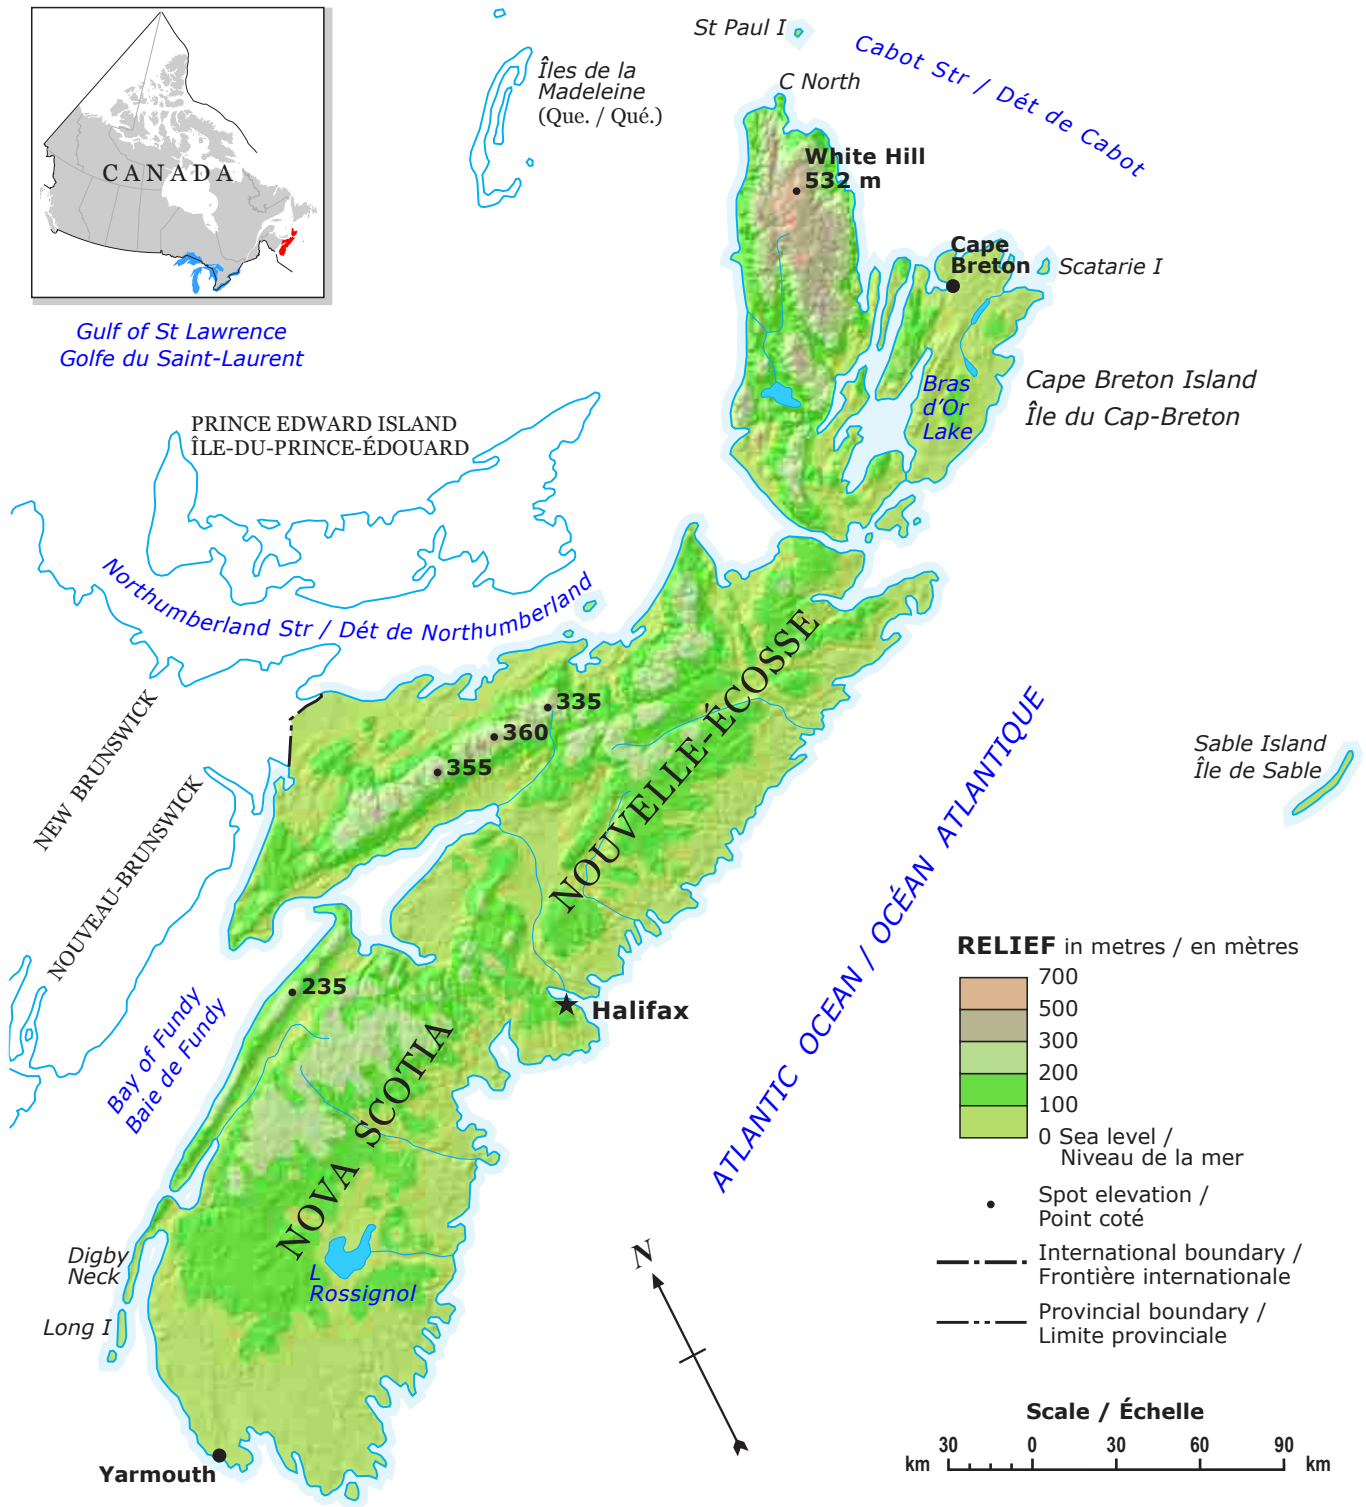 CANADA
Gulf of St Lawrence
Golfe du Saint-Laurent
St Paul I
Cabot Str / Dét de Cabot
Îles de la
Madeleine
(Que. / Qué.)
C North
White Hill
532 m
Cape
Breton
Scatarie I
Bras
d'Or
Lake
Cape Breton Island
Île du Cap-Breton
PRINCE EDWARD ISLAND
ÎLE-DU-PRINCE-ÉDOUARD
Northumberland Str / Dét de Northumberland
NEW BRUNSWICK
NOUVEAU-BRUNSWICK
335
360
355
NOUVELLE-ÉCOSSE
Sable Island
Île de Sable
ATLANTIC OCEAN / OCÉAN ATLANTIQUE
235
Halifax
Bay of Fundy
Baie de Fundy
NOVA SCOTIA
Digby
Neck
Long I
L
Rossignol
Yarmouth
N
RELIEF in metres / en mètres
700
500
300
200
100
0 Sea level /
Niveau de la mer
Spot elevation /
Point coté
International boundary /
Frontière internationale
Provincial boundary /
Limite provinciale
Scale / Échelle
30 0 30 60 90
km km